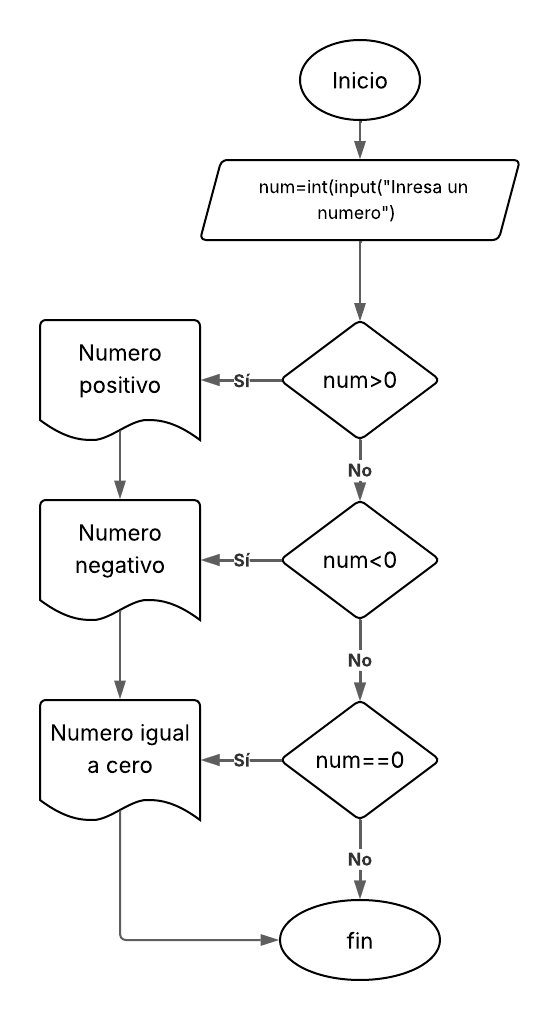 Inicio
num=int(input("Inresa un
numero")
Numero
positivo
Sí
num>0
No
Numero
negativo
Sí
num<0
No
Numero igual
a cero
Sí
num==0
No
fin